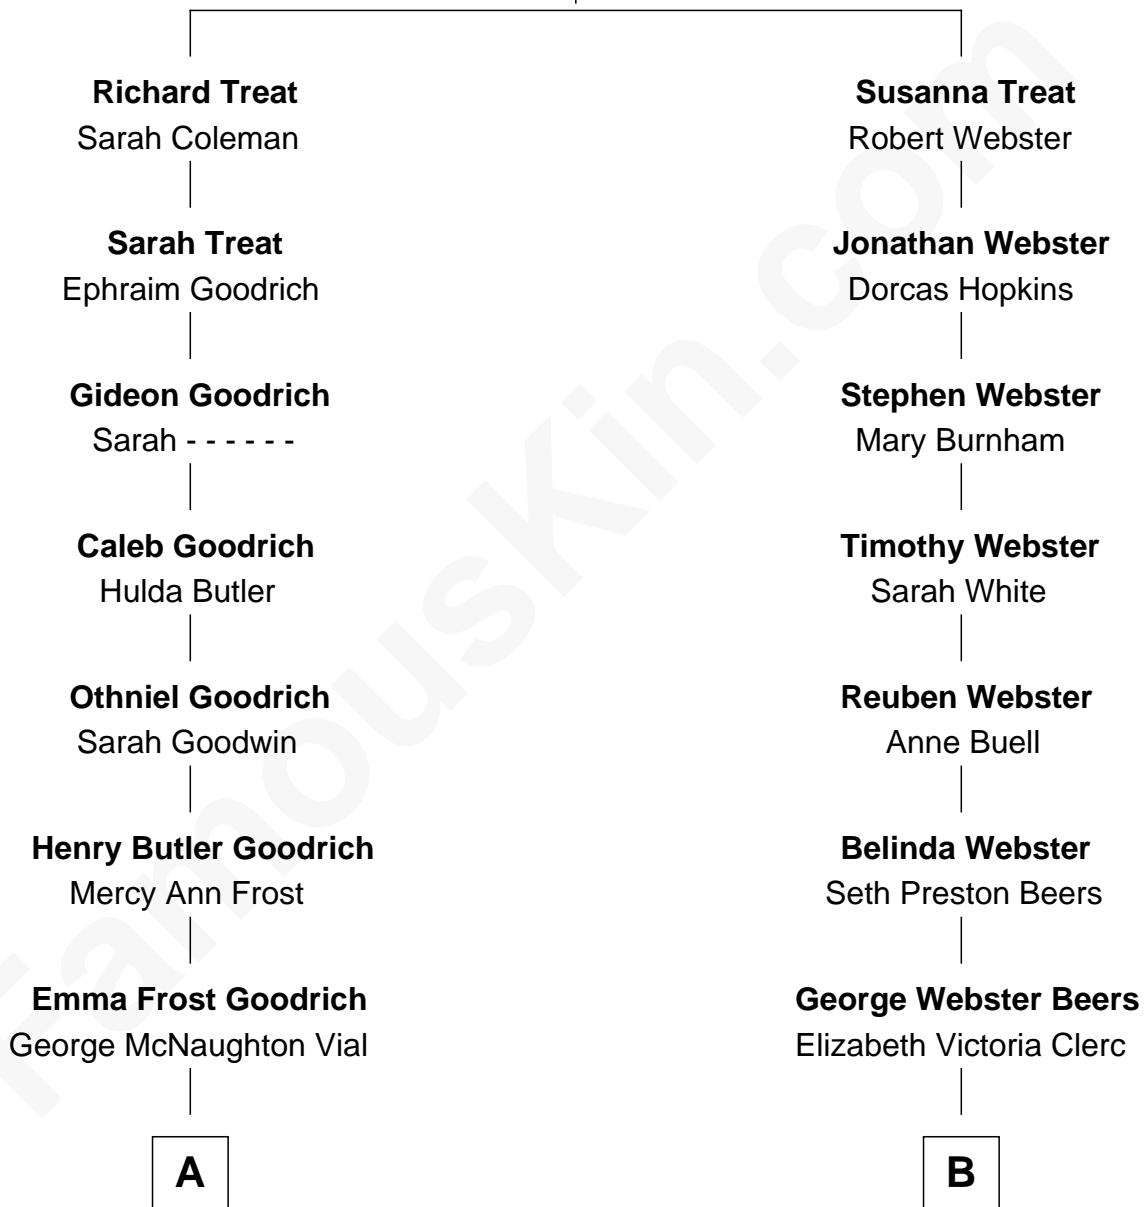 Richard Treat
Sarah Coleman
Sarah Treat
Ephraim Goodrich
Gideon Goodrich
Sarah - - - - - -
Caleb Goodrich
Hulda Butler
Othniel Goodrich
Sarah Goodwin
Henry Butler Goodrich
Mercy Ann Frost
Emma Frost Goodrich
George McNaughton Vial
A
Susanna Treat
Robert Webster
Jonathan Webster
Dorcas Hopkins
Stephen Webster
Mary Burnham
Timothy Webster
Sarah White
Reuben Webster
Anne Buell
Belinda Webster
Seth Preston Beers
George Webster Beers
Elizabeth Victoria Clerc
B
FamousKin.com